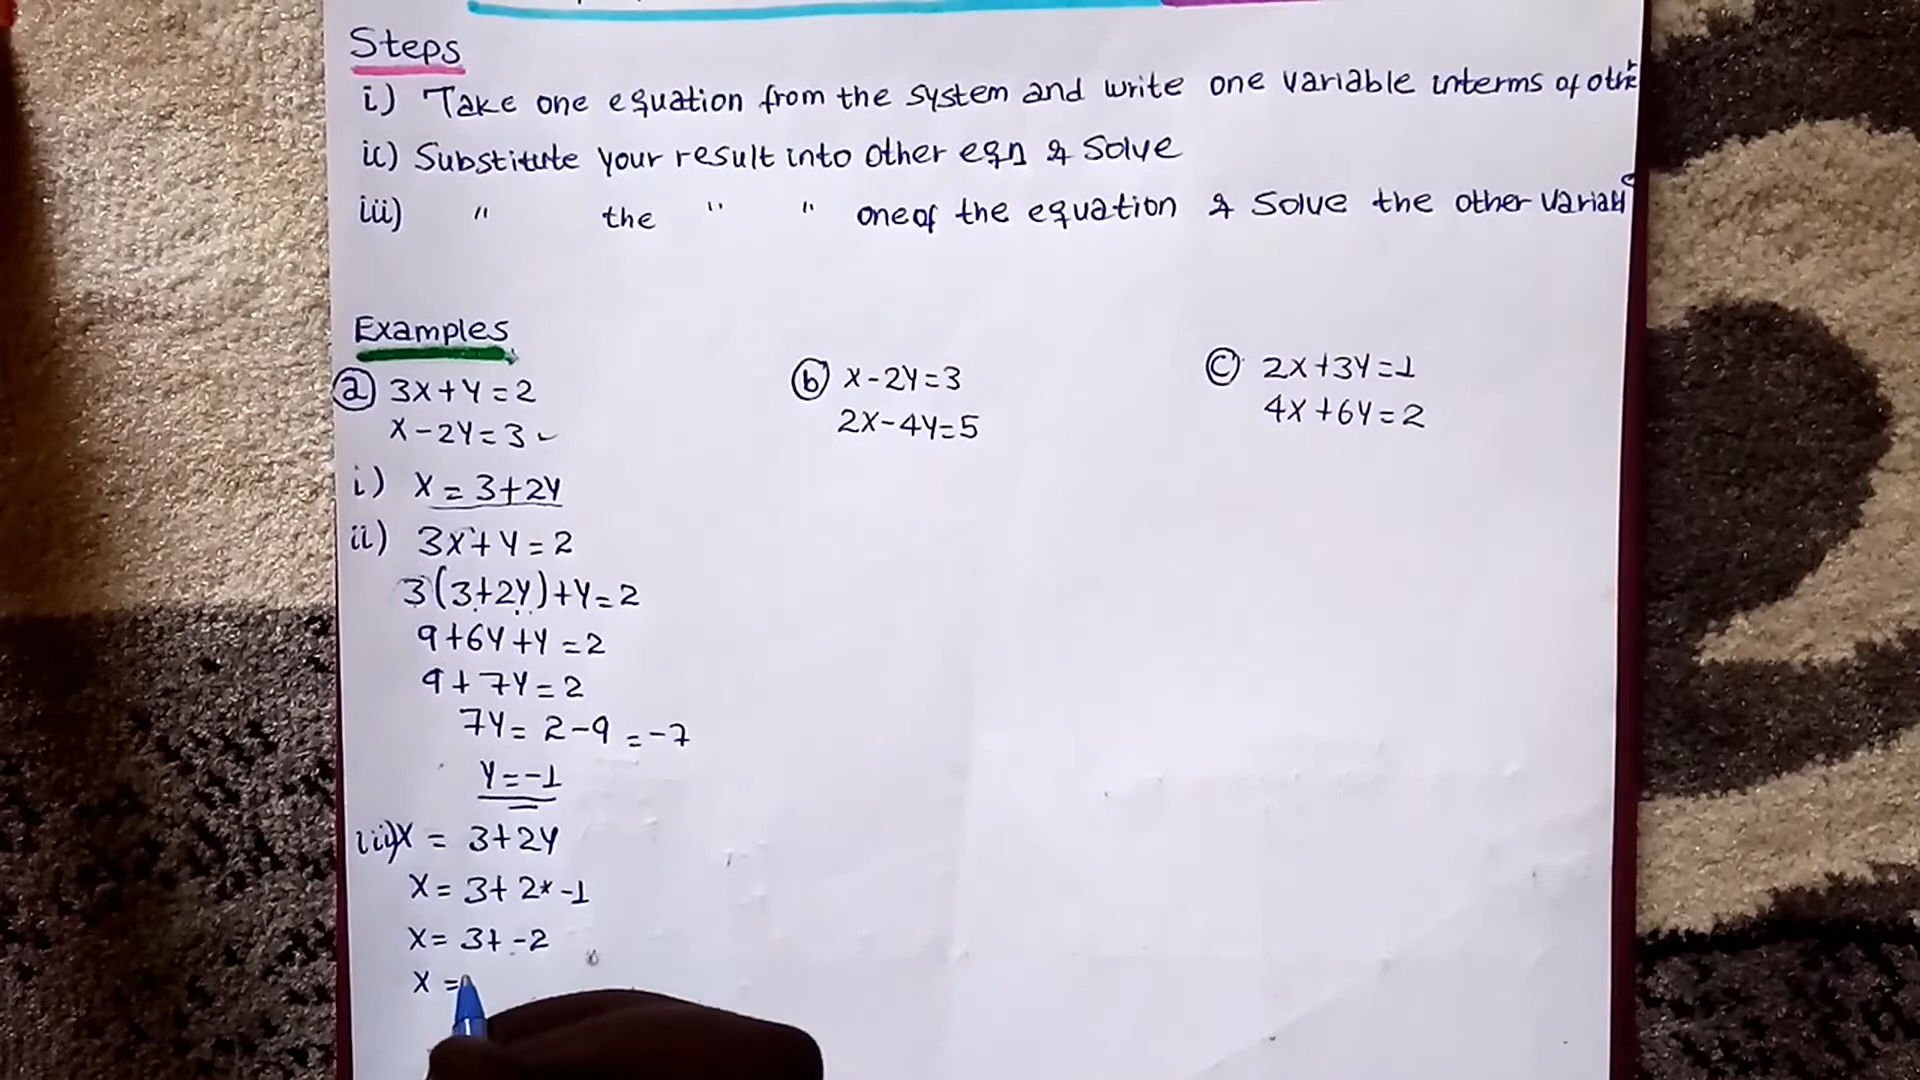 Steps
i) Take one equation from the system and write one variable interms of
ii) Substitute your result into other eqn & Solve
iii) " the " " one of the equation & Solve the other
Examples
(a) 3X+Y=2
X-2Y=3
i) X=3+2Y
ii) 3X+Y=2
3(3+2Y)+Y=2
9+6Y+Y=2
9+7Y=2
7Y=2-9=-7
Y=-1
iii) X=3+2Y
X=3+2*-1
X=3+-2
X=
(b) X-2Y=3
2X-4Y=5
(c) 2X+3Y=1
4X+6Y=2